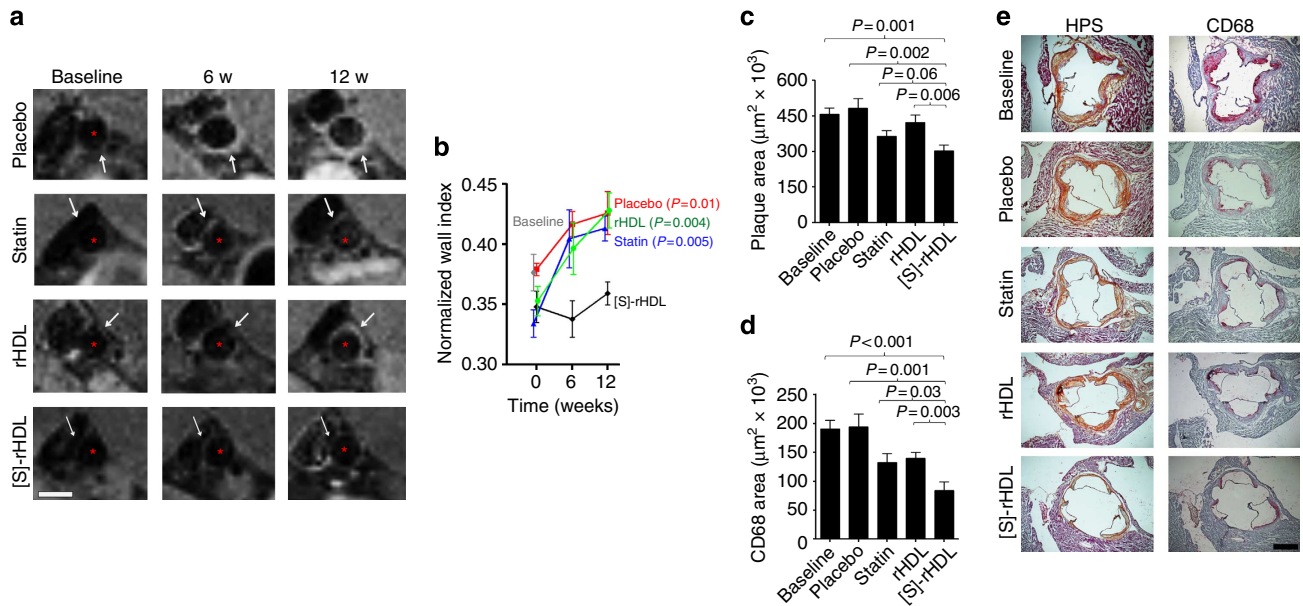 a
Baseline
6 w
12 w
Placebo
Statin
rHDL
[S]-rHDL
b
Normalized wall index
0.45
0.40
0.35
0.30
Baseline
Placebo (P=0.01)
rHDL (P=0.004)
Statin (P=0.005)
[S]-rHDL
0
6
12
Time (weeks)
c
P=0.001
P=0.002
P=0.06
P=0.006
Plaque area (μm² × 10³)
600
450
300
150
0
Baseline
Placebo
Statin
rHDL
[S]-rHDL
d
P<0.001
P=0.001
P=0.03
P=0.003
CD68 area (μm² × 10³)
250
200
150
100
50
0
Baseline
Placebo
Statin
rHDL
[S]-rHDL
e
HPS
CD68
Baseline
Placebo
Statin
rHDL
[S]-rHDL